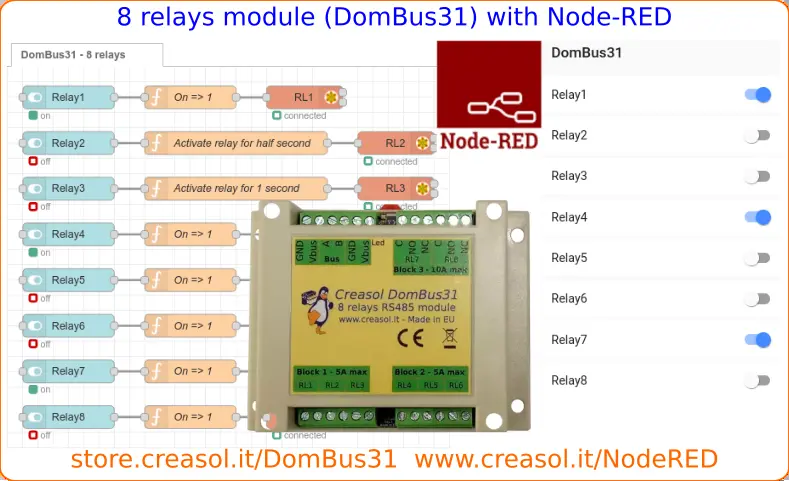 8 relays module (DomBus31) with Node-RED
DomBus31 - 8 relays
Relay1
On => 1
RL1
on
connected
Relay2
Activate relay for half second
RL2
off
connected
Relay3
Activate relay for 1 second
RL3
off
connected
Relay4
On => 1
on
Relay5
On => 1
off
Relay6
On => 1
off
Relay7
On => 1
on
Relay8
On => 1
off
connected
Node-RED
GND Vbus A B GND Vbus Led C NO NC C NO NC
Bus RL7 RL8
Block 3 - 10A max
Creasol DomBus31
8 relays RS485 module
www.creasol.it - Made in EU
CE
Block 1 - 5A max Block 2 - 5A max
RL1 RL2 RL3 RL4 RL5 RL6
DomBus31
Relay1
Relay2
Relay3
Relay4
Relay5
Relay6
Relay7
Relay8
store.creasol.it/DomBus31 www.creasol.it/NodeRED